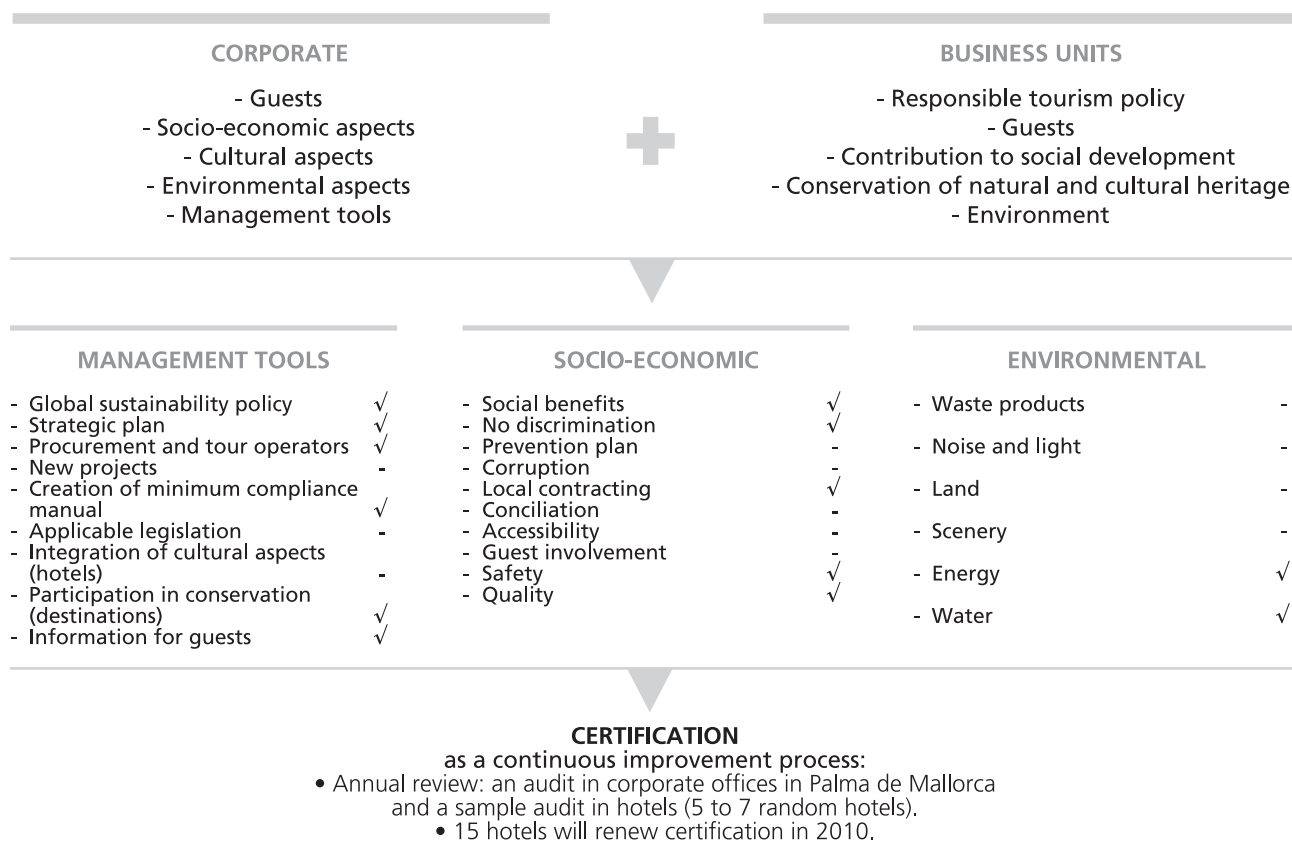 CORPORATE
- Guests
- Socio-economic aspects
- Cultural aspects
- Environmental aspects
- Management tools
BUSINESS UNITS
- Responsible tourism policy
- Guests
- Contribution to social development
- Conservation of natural and cultural heritage
- Environment
MANAGEMENT TOOLS
- Global sustainability policy √
- Strategic plan √
- Procurement and tour operators √
- New projects -
- Creation of minimum compliance
manual √
- Applicable legislation -
- Integration of cultural aspects
(hotels) -
- Participation in conservation
(destinations) √
- Information for guests √
SOCIO-ECONOMIC
- Social benefits √
- No discrimination √
- Prevention plan -
- Corruption -
- Local contracting √
- Conciliation -
- Accessibility -
- Guest involvement -
- Safety √
- Quality √
ENVIRONMENTAL
- Waste products -
- Noise and light -
- Land -
- Scenery -
- Energy √
- Water √
CERTIFICATION
as a continuous improvement process:
• Annual review: an audit in corporate offices in Palma de Mallorca
and a sample audit in hotels (5 to 7 random hotels).
• 15 hotels will renew certification in 2010.